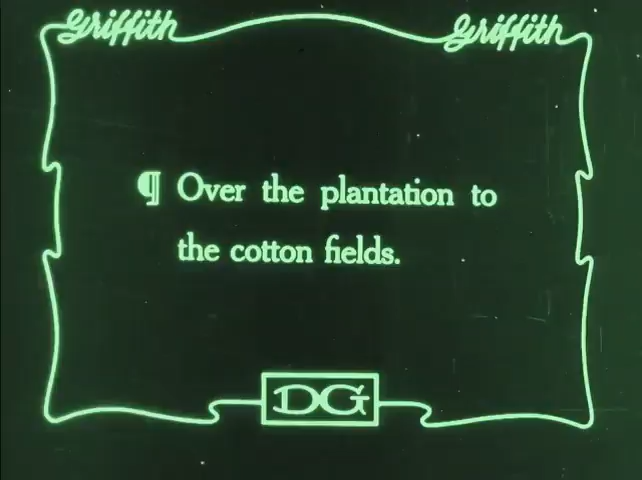 Griffith Griffith
¶ Over the plantation to
the cotton fields.
DG